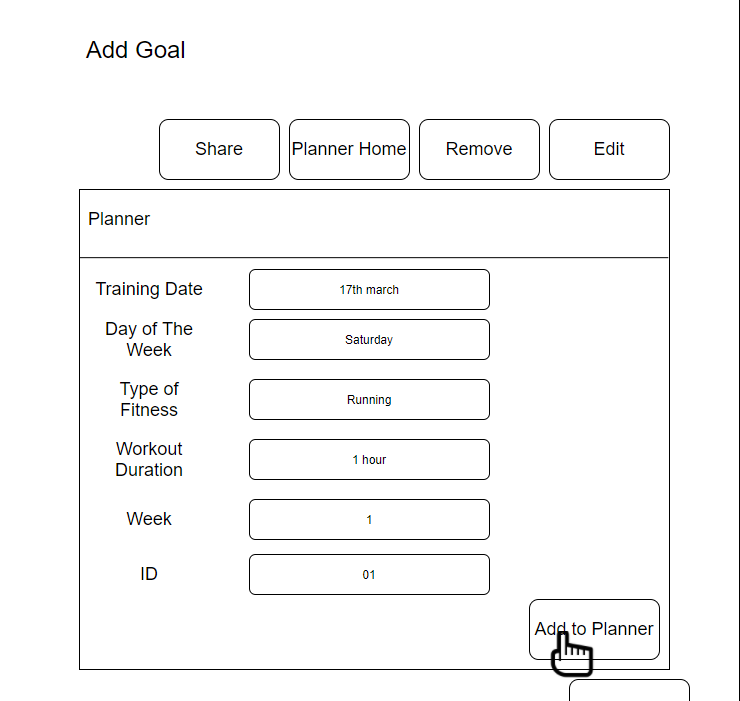 Add Goal
Share
Planner Home
Remove
Edit
Planner
Training Date
17th march
Day of The
Week
Saturday
Type of
Fitness
Running
Workout
Duration
1 hour
Week
1
ID
01
Add to Planner